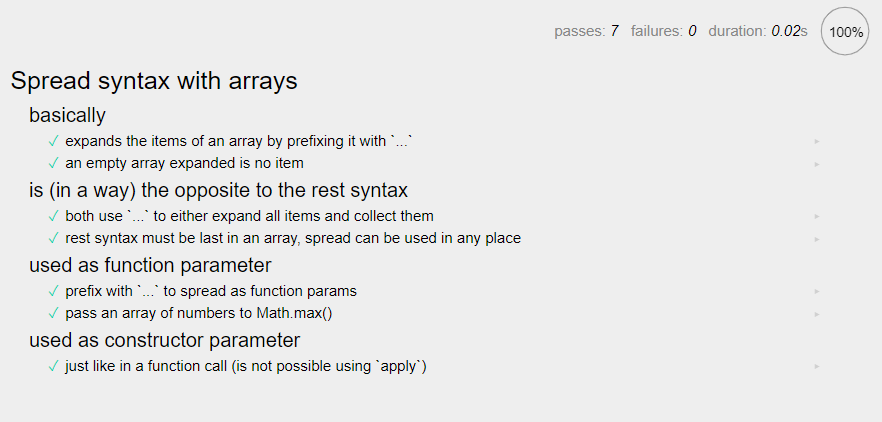 passes: 7 failures: 0 duration: 0.02s 100%
Spread syntax with arrays
basically
✓ expands the items of an array by prefixing it with `...`
✓ an empty array expanded is no item
is (in a way) the opposite to the rest syntax
✓ both use `...` to either expand all items and collect them
✓ rest syntax must be last in an array, spread can be used in any place
used as function parameter
✓ prefix with `...` to spread as function params
✓ pass an array of numbers to Math.max()
used as constructor parameter
✓ just like in a function call (is not possible using `apply`)